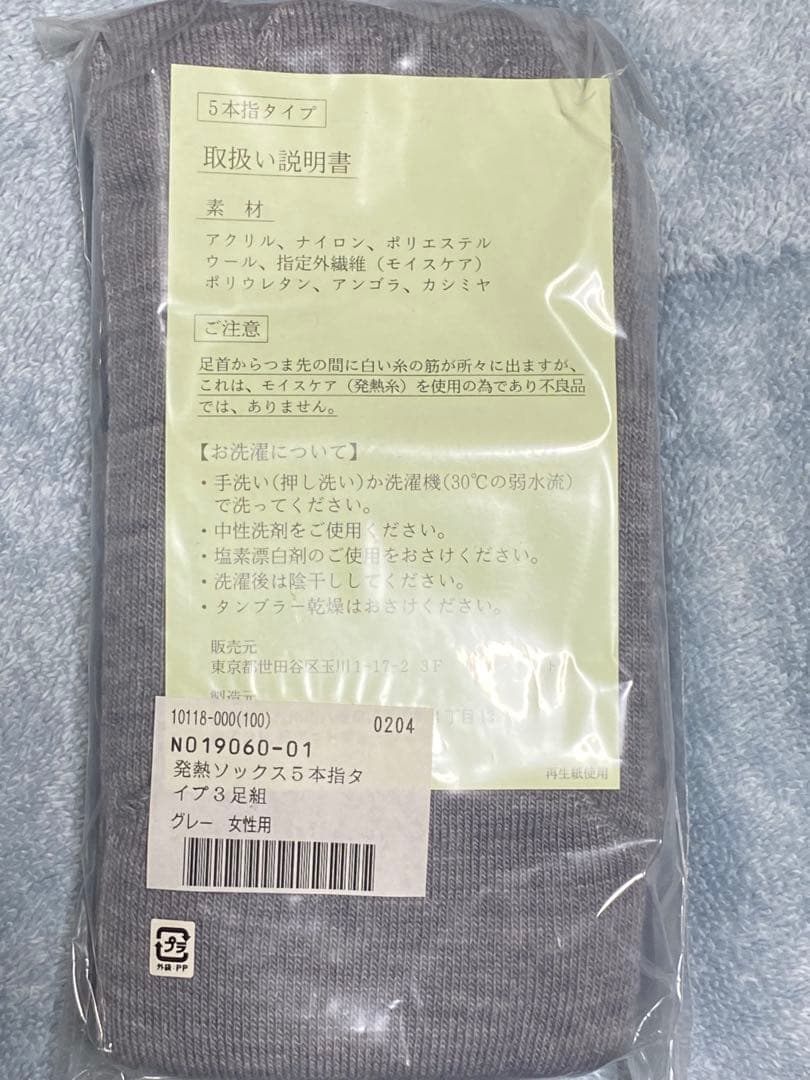 5本指タイプ
取扱い説明書
素 材
アクリル、ナイロン、ポリエステル
ウール、指定外繊維（モイスケア）
ポリウレタン、アンゴラ、カシミヤ
ご注意
足首からつま先の間に白い糸の筋が所々に出ますが、
これは、モイスケア（発熱糸）を使用の為であり不良品
では、ありません。
【お洗濯について】
・手洗い（押し洗い）か洗濯機（30℃の弱水流）
で洗ってください。
・中性洗剤をご使用ください。
・塩素漂白剤のご使用をおさけください。
・洗濯後は陰干ししてください。
・タンブラー乾燥はおさけください。
販売元
東京都世田谷区玉川1-17-2 3F
製造元
再生紙使用
10118-000(100)
0204
N019060-01
発熱ソックス５本指タ
イプ３足組
グレー 女性用
プラ
外袋:PP